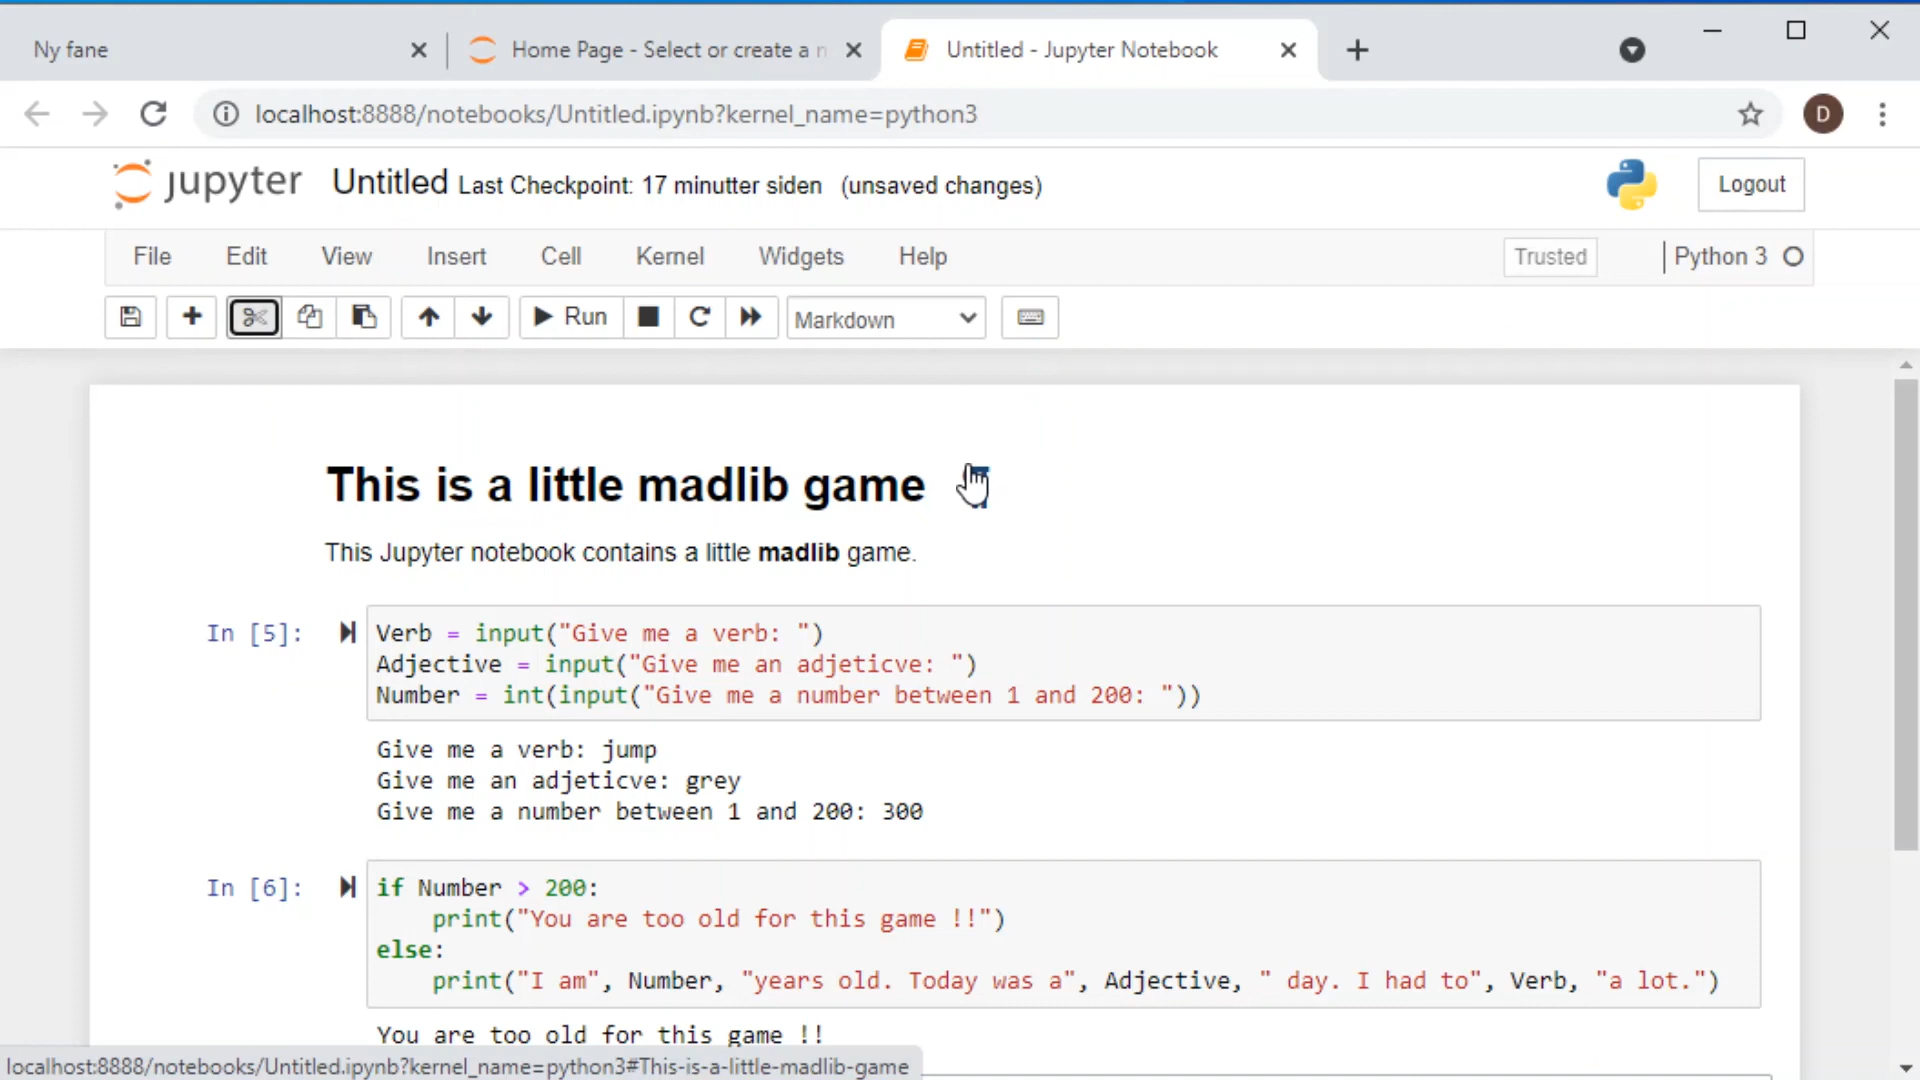 Ny fane
Home Page - Select or create a n
Untitled - Jupyter Notebook
localhost:8888/notebooks/Untitled.ipynb?kernel_name=python3
D
jupyter Untitled Last Checkpoint: 17 minutter siden (unsaved changes)
Logout
File Edit View Insert Cell Kernel Widgets Help
Trusted
Python 3
Run
Markdown
This is a little madlib game
This Jupyter notebook contains a little madlib game.
In [5]:
Verb = input("Give me a verb: ")
Adjective = input("Give me an adjeticve: ")
Number = int(input("Give me a number between 1 and 200: "))
Give me a verb: jump
Give me an adjeticve: grey
Give me a number between 1 and 200: 300
In [6]:
if Number > 200:
    print("You are too old for this game !!")
else:
    print("I am", Number, "years old. Today was a", Adjective, " day. I had to", Verb, "a lot.")
You are too old for this game !!
localhost:8888/notebooks/Untitled.ipynb?kernel_name=python3#This-is-a-little-madlib-game